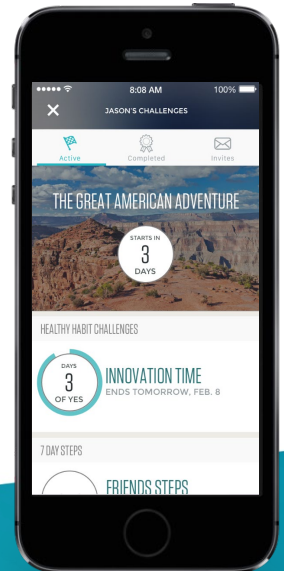 8:08 AM
100%
JASON'S CHALLENGES
Active
Completed
Invites
THE GREAT AMERICAN ADVENTURE
STARTS IN
3
DAYS
HEALTHY HABIT CHALLENGES
DAYS
3
OF YES
INNOVATION TIME
ENDS TOMORROW, FEB. 8
7 DAY STEPS
FRIENDS STEPS